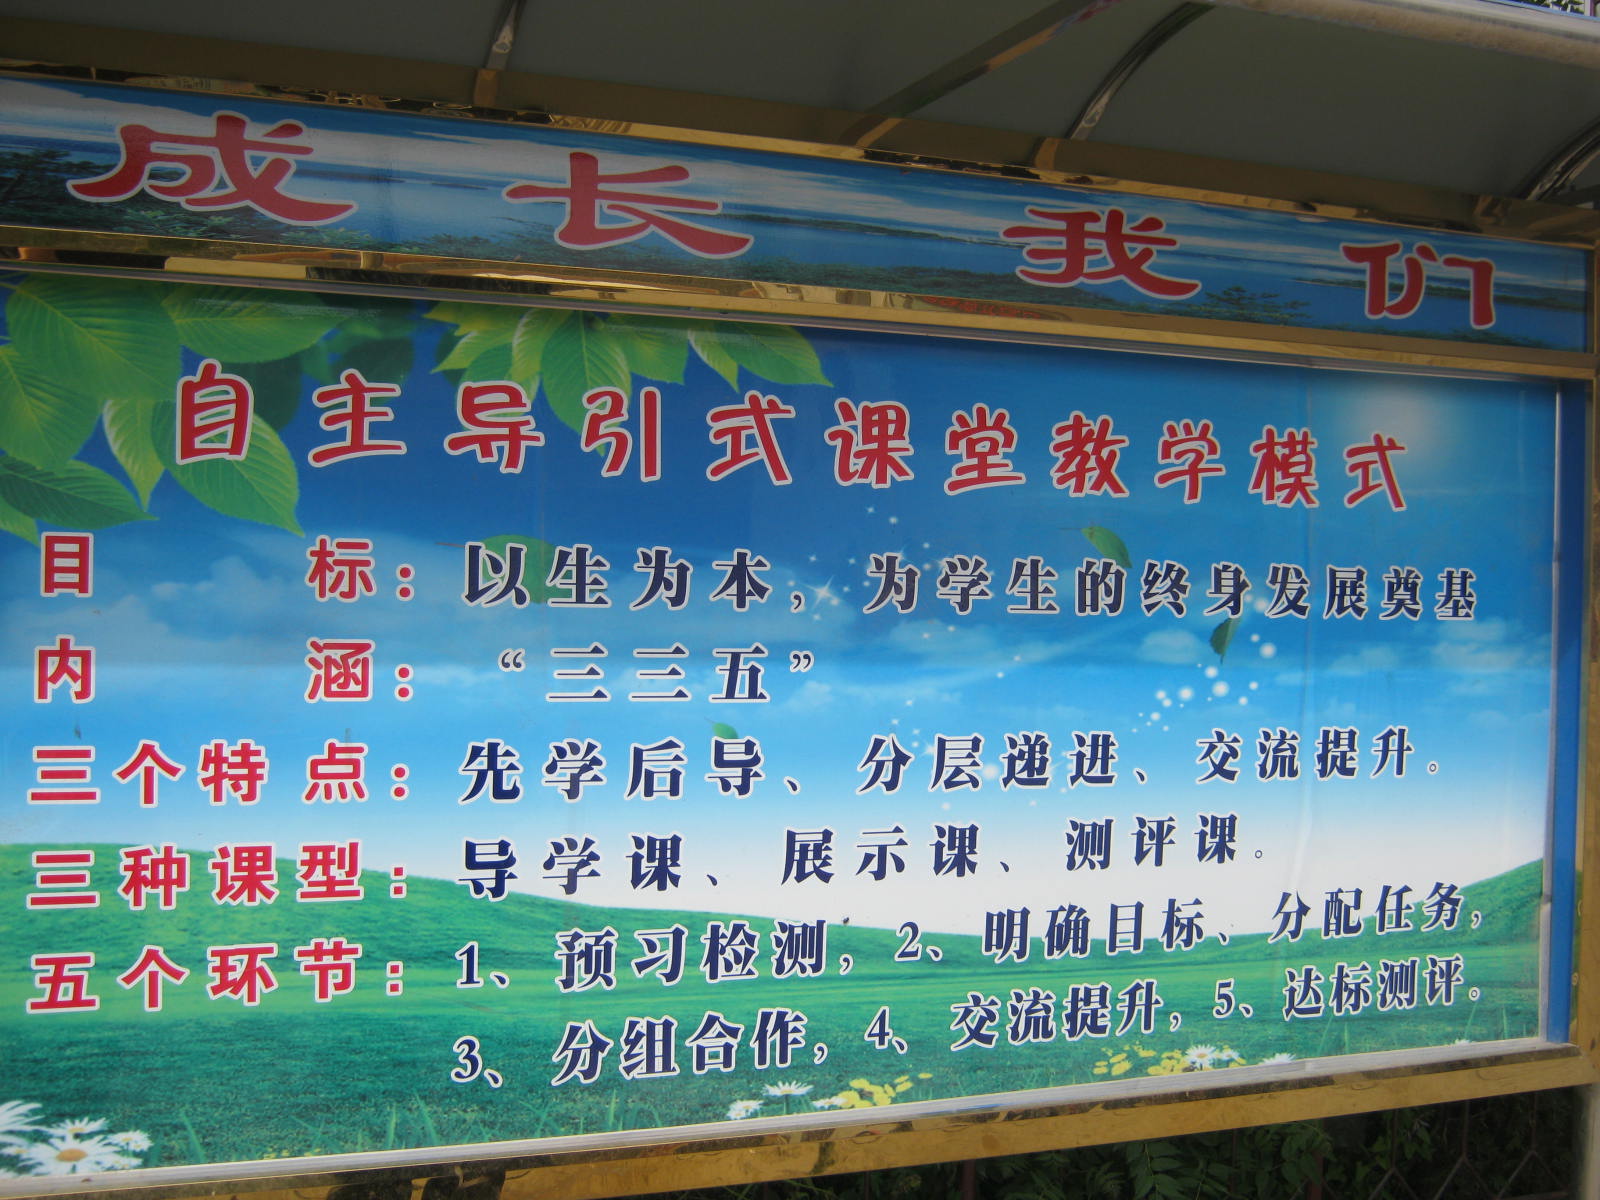 成长我们
自主导引式课堂教学模式
目标：以生为本，为学生的终身发展奠基
内涵：“三三五”
三个特点：先学后导、分层递进、交流提升。
三种课型：导学课、展示课、测评课。
五个环节：1、预习检测，2、明确目标、分配任务，
3、分组合作，4、交流提升，5、达标测评。